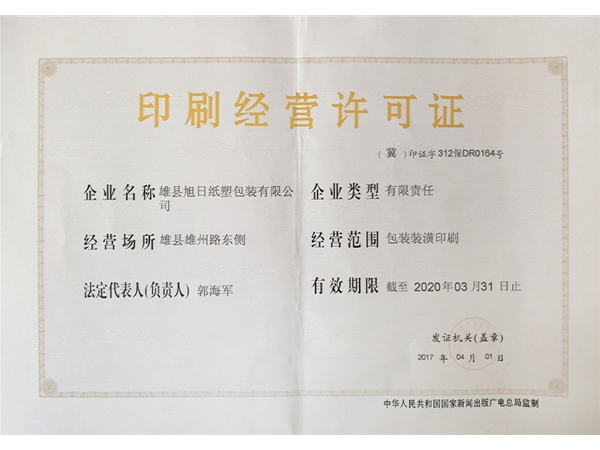 印刷经营许可证
（冀）印证字312保DR0164号
企业名称 雄县旭日纸塑包装有限公
司
企业类型 有限责任
经营场所 雄县雄州路东侧
经营范围 包装装潢印刷
法定代表人(负责人) 郭海军
有效期限 截至 2020年03月31日止
发证机关(盖章)
2017 年 04 月 01 日
中华人民共和国国家新闻出版广电总局监制